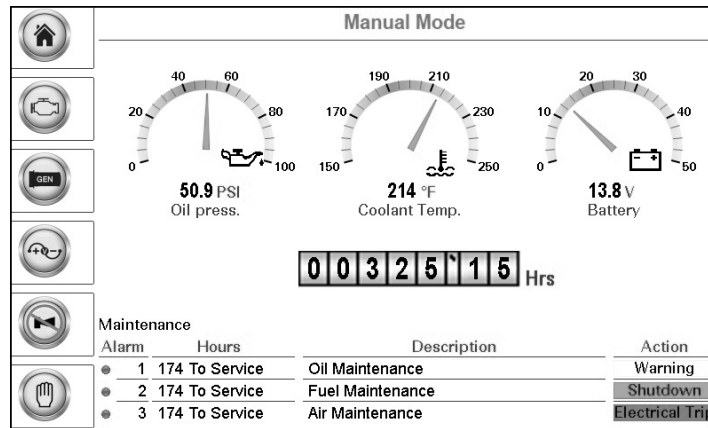 Manual Mode
40 60
20 80
0 100
50.9 PSI
Oil press.
190 210
170 230
150 250
214 °F
Coolant Temp.
20 30
10 40
0 50
13.8 V
Battery
GEN
0 0 3 2 5 1 5 Hrs
Maintenance
Alarm Hours Description Action
1 174 To Service Oil Maintenance Warning
2 174 To Service Fuel Maintenance Shutdown
3 174 To Service Air Maintenance Electrical Trip